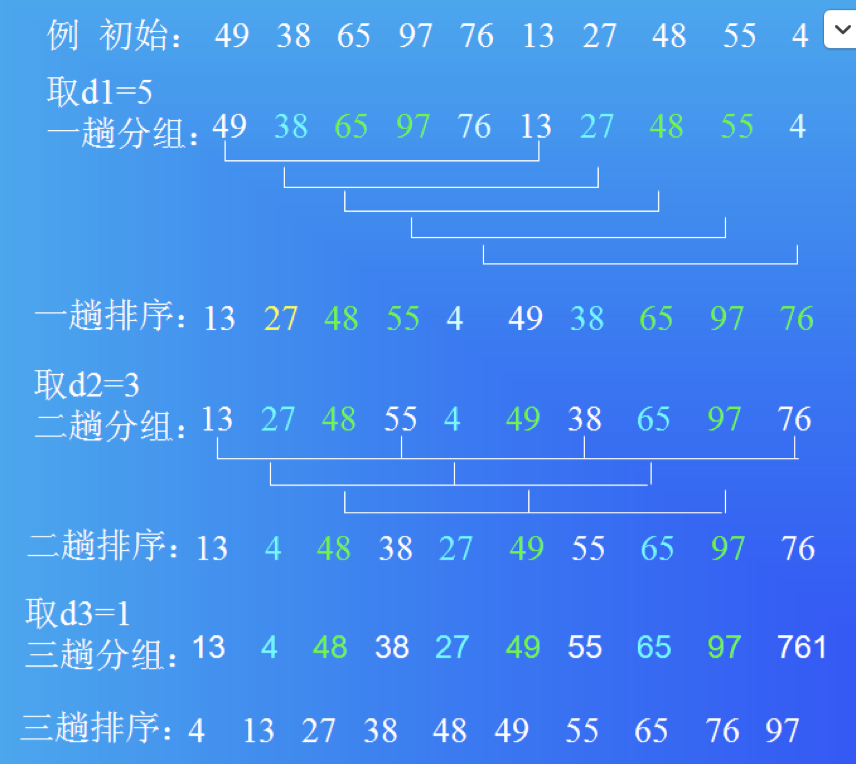 例 初始： 49 38 65 97 76 13 27 48 55 4
取d1=5
一趟分组：49 38 65 97 76 13 27 48 55 4
一趟排序：13 27 48 55 4 49 38 65 97 76
取d2=3
二趟分组：13 27 48 55 4 49 38 65 97 76
二趟排序：13 4 48 38 27 49 55 65 97 76
取d3=1
三趟分组：13 4 48 38 27 49 55 65 97 761
三趟排序：4 13 27 38 48 49 55 65 76 97